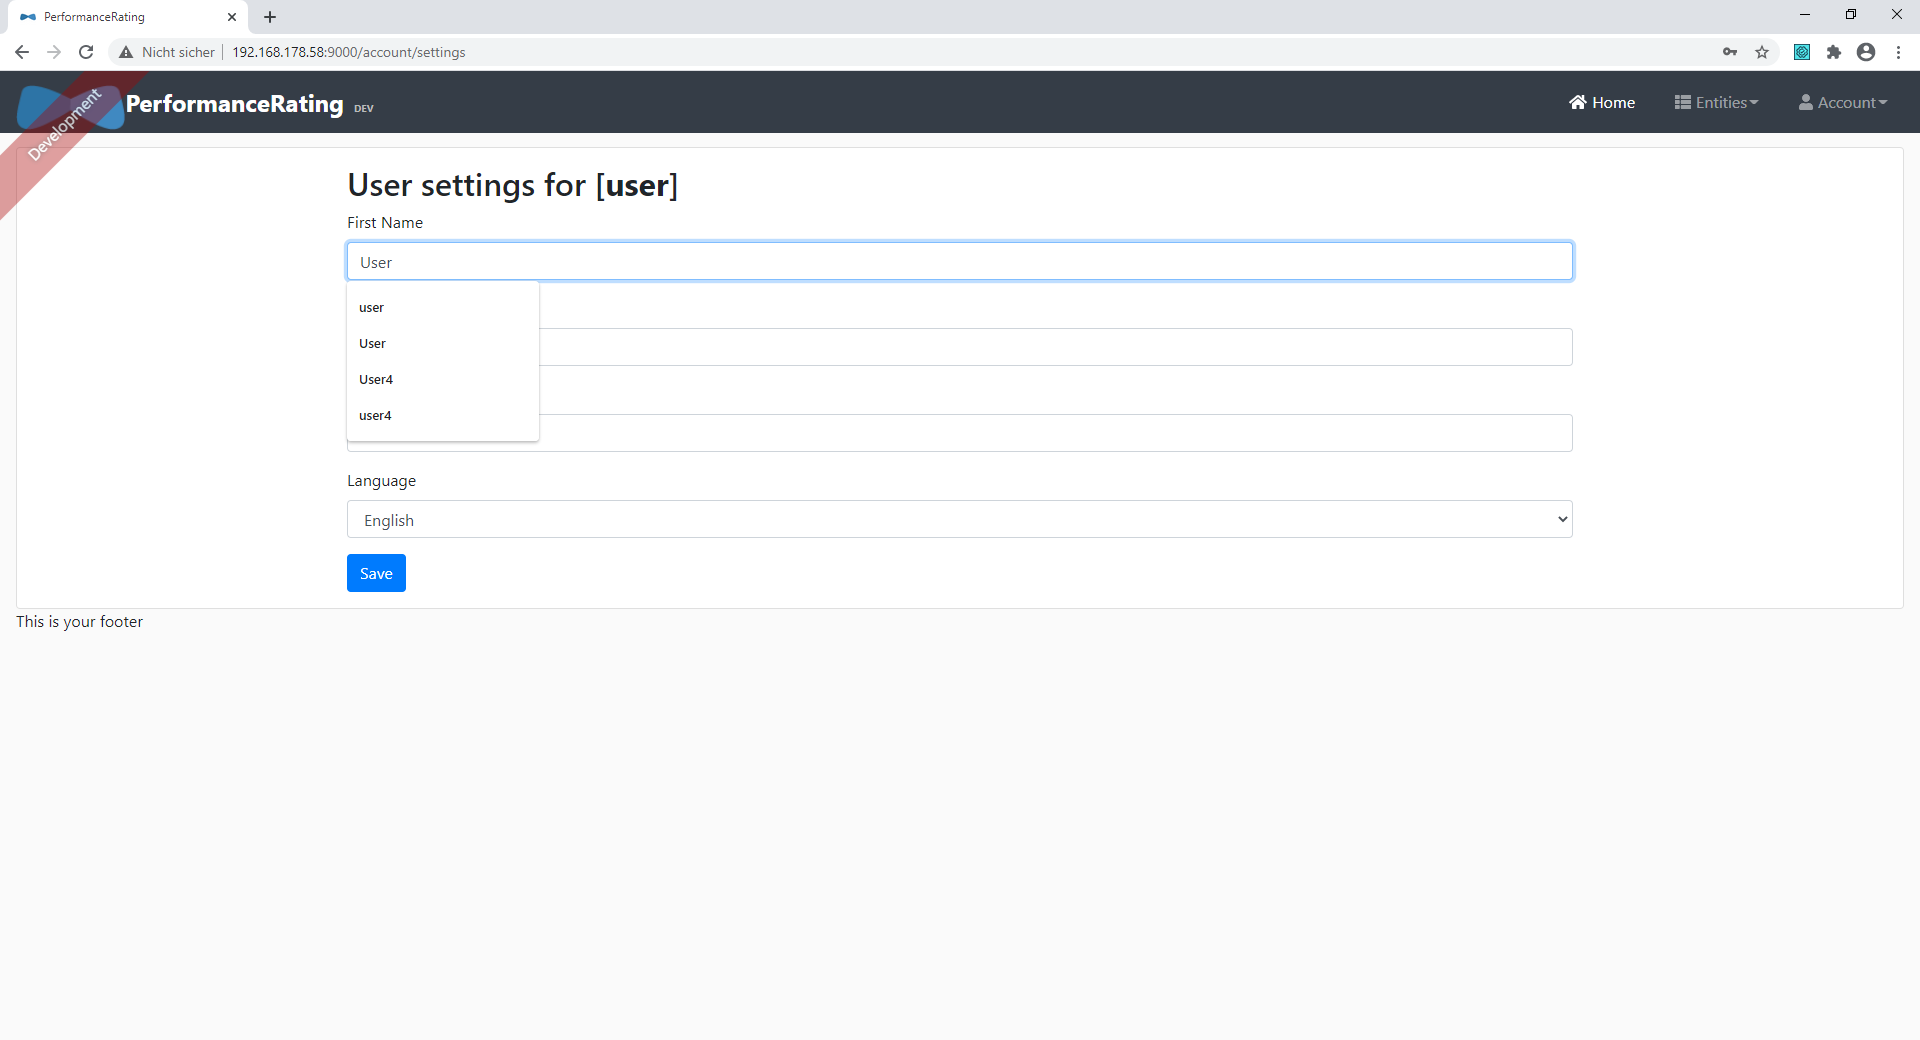 PerformanceRating
Nicht sicher 192.168.178.58:9000/account/settings
Development
PerformanceRating DEV
Home Entities Account
User settings for [user]
First Name
User
user
User
User4
user4
Language
English
Save
This is your footer